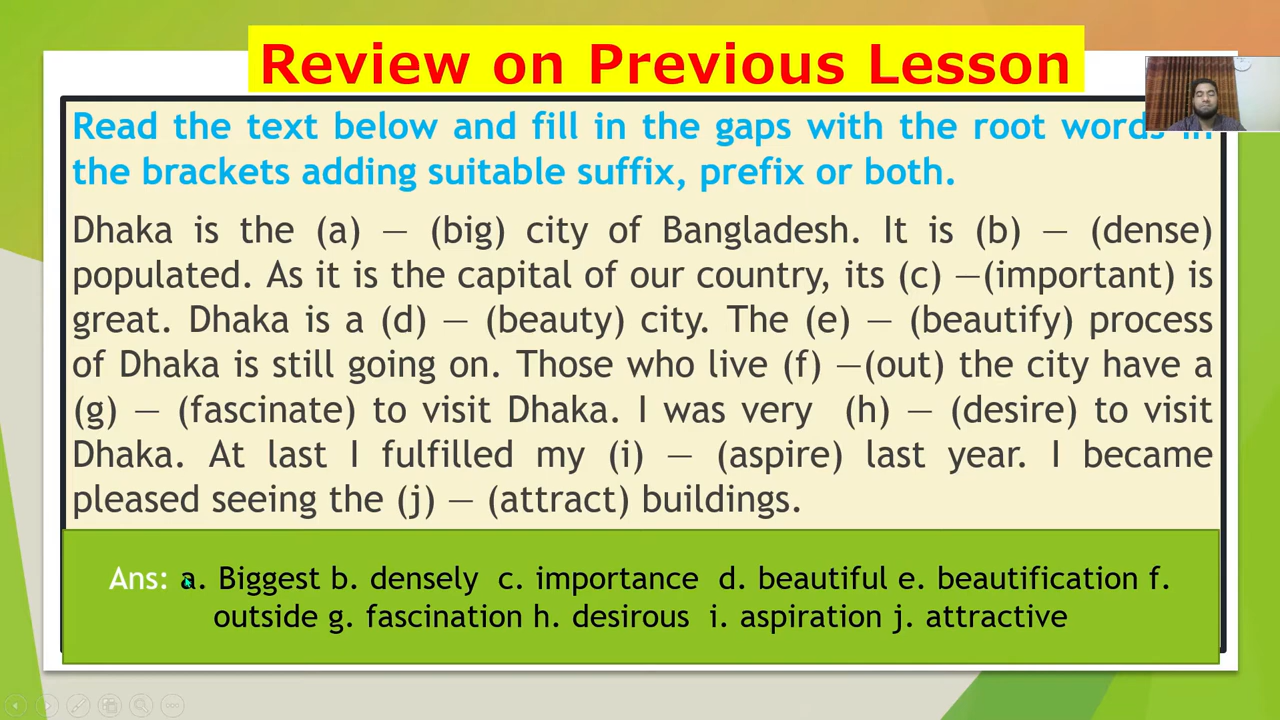 Review on Previous Lesson
Read the text below and fill in the gaps with the root words in
the brackets adding suitable suffix, prefix or both.
Dhaka is the (a) — (big) city of Bangladesh. It is (b) — (dense)
populated. As it is the capital of our country, its (c) —(important) is
great. Dhaka is a (d) — (beauty) city. The (e) — (beautify) process
of Dhaka is still going on. Those who live (f) —(out) the city have a
(g) — (fascinate) to visit Dhaka. I was very (h) — (desire) to visit
Dhaka. At last I fulfilled my (i) — (aspire) last year. I became
pleased seeing the (j) — (attract) buildings.
Ans: a. Biggest b. densely c. importance d. beautiful e. beautification f.
outside g. fascination h. desirous i. aspiration j. attractive